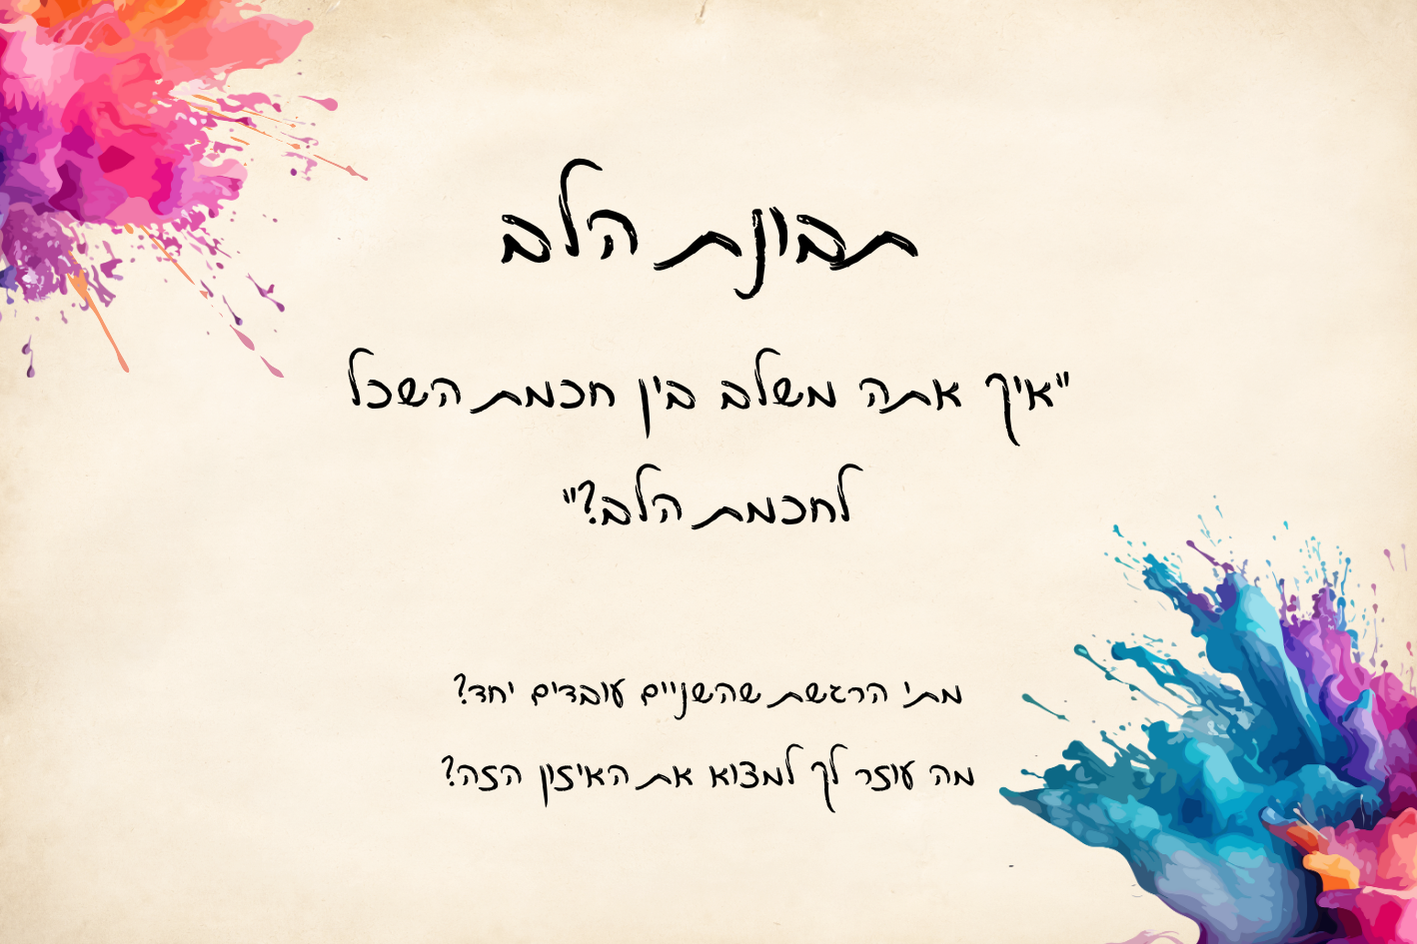 תבונת הלב
"איך אתה משלב בין חכמת השכל
לחכמת הלב?"
מתי הרגשת שהשניים עובדים יחד?
מה עוזר לך למצוא את האיזון הזה?